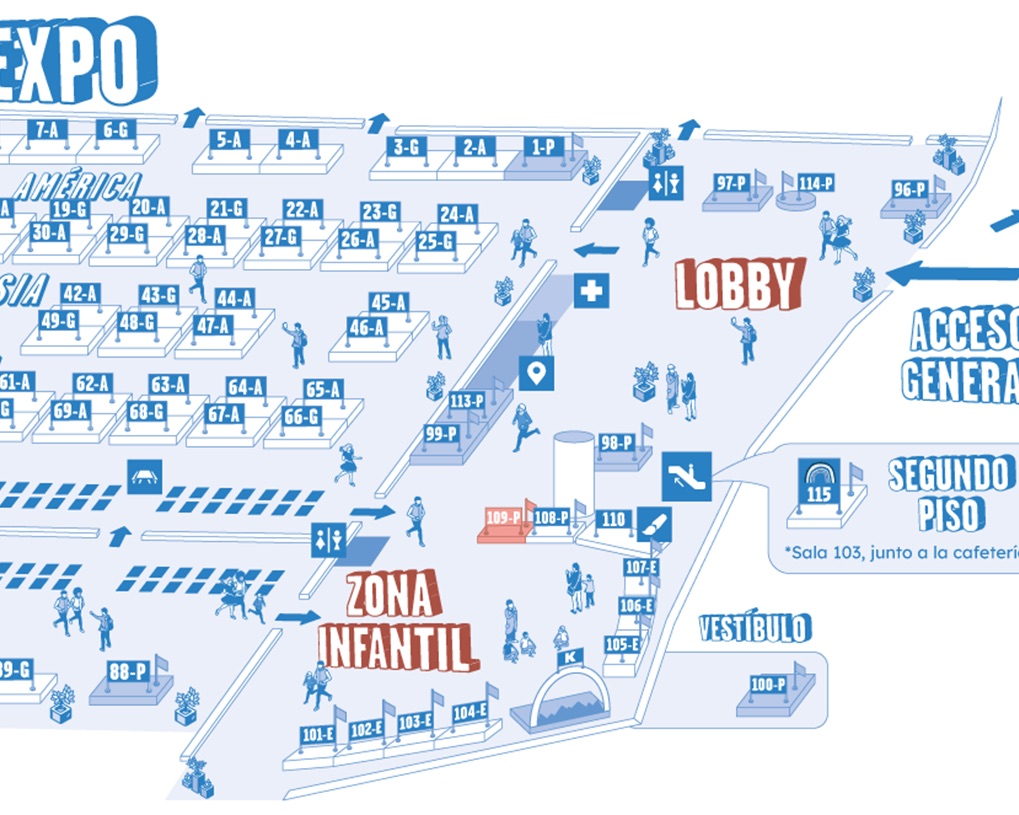 EXPO
7-A 6-G 5-A 4-A 3-G 2-A 1-P
97-P 114-P 96-P
AMÉRICA
19-G 20-A 21-G 22-A 23-G 24-A
30-A 29-G 28-A 27-G 26-A 25-G
LOBBY
42-A 43-G 44-A 45-A
49-G 48-G 47-A 46-A
ACCESO
GENERA
61-A 62-A 63-A 64-A 65-A
69-A 68-G 67-A 66-G
113-P
99-P
98-P
115
SEGUNDO
PISO
*Sala 103, junto a la cafetería
109-P 108-P 110
107-E
106-E
105-E
ZONA
INFANTIL
VESTÍBULO
100-P
K
89-G 88-P
101-E 102-E 103-E 104-E